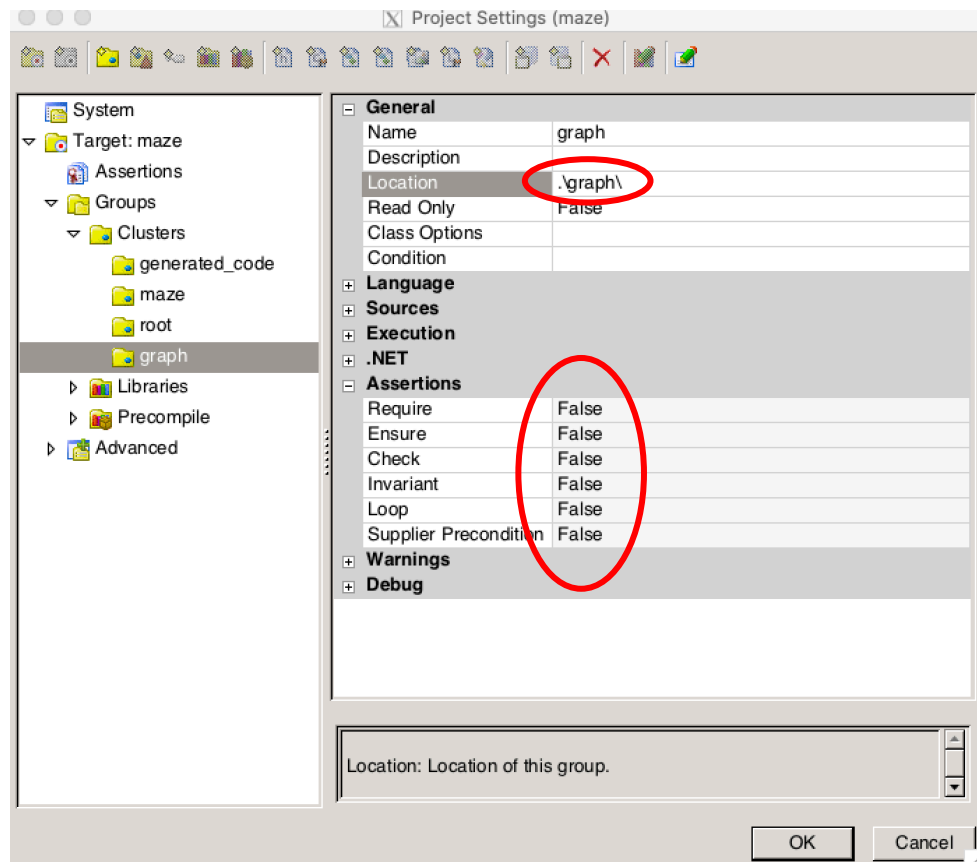 Project Settings (maze)
System
Target: maze
Assertions
Groups
Clusters
generated_code
maze
root
graph
Libraries
Precompile
Advanced
General
Name graph
Description
Location .\graph\
Read Only False
Class Options
Condition
Language
Sources
Execution
.NET
Assertions
Require False
Ensure False
Check False
Invariant False
Loop False
Supplier Precondition False
Warnings
Debug
Location: Location of this group.
OK Cancel